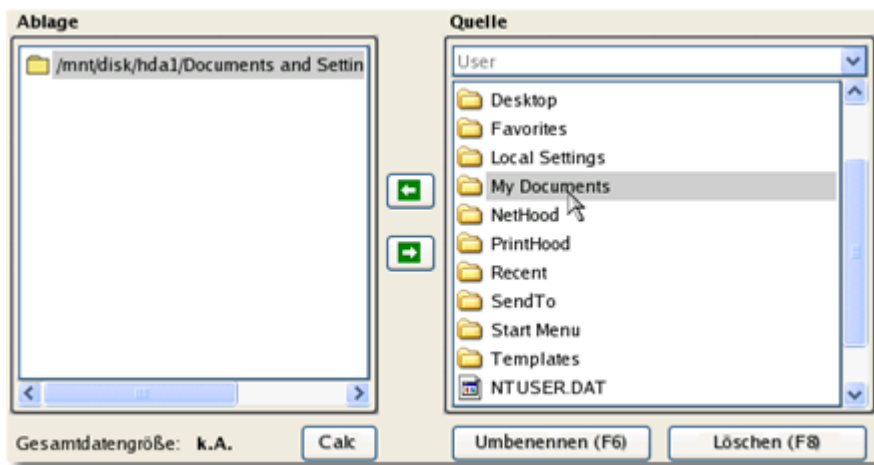 Ablage
/mnt/disk/hda1/Documents and Settin
Quelle
User
Desktop
Favorites
Local Settings
My Documents
NetHood
PrintHood
Recent
SendTo
Start Menu
Templates
NTUSER.DAT
Gesamtdatengröße: k.A.
Calc
Umbenennen (F6)
Löschen (F8)